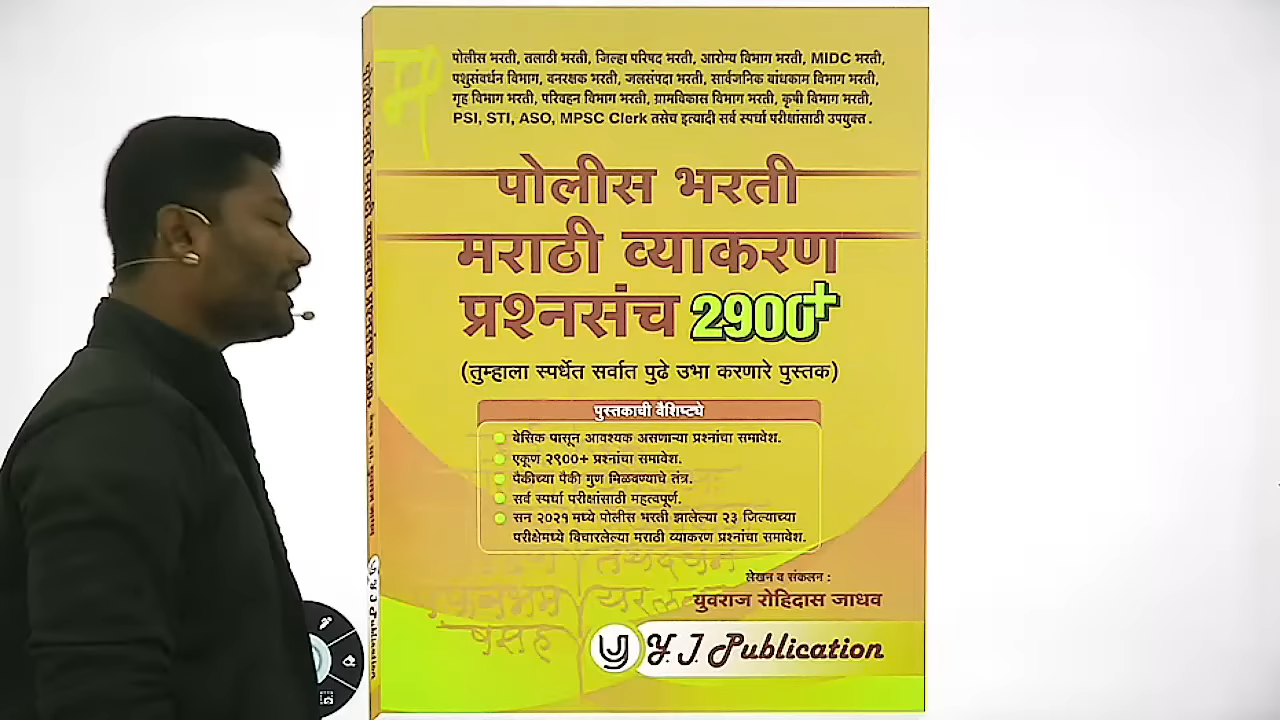 पोलीस भरती, तलाठी भरती, जिल्हा परिषद भरती, आरोग्य विभाग भरती, MIDC भरती,
पशुसंवर्धन विभाग, वनरक्षक भरती, जलसंपदा भरती, सार्वजनिक बांधकाम विभाग भरती,
गृह विभाग भरती, परिवहन विभाग भरती, ग्रामविकास विभाग भरती, कृषी विभाग भरती,
PSI, STI, ASO, MPSC Clerk तसेच इत्यादी सर्व स्पर्धा परीक्षांसाठी उपयुक्त .
पोलीस भरती
मराठी व्याकरण
प्रश्नसंच 2900+
(तुम्हाला स्पर्धेत सर्वात पुढे उभा करणारे पुस्तक)
पुस्तकाची वैशिष्ट्ये
बेसिक पासून आवश्यक असणाऱ्या प्रश्नांचा समावेश.
एकूण २९००+ प्रश्नांचा समावेश.
पैकीच्या पैकी गुण मिळवण्याचे तंत्र.
सर्व स्पर्धा परीक्षांसाठी महत्वपूर्ण.
सन २०२१ मध्ये पोलीस भरती झालेल्या २३ जिल्याच्या
परीक्षेमध्ये विचारलेल्या मराठी व्याकरण प्रश्नांचा समावेश.
लेखन व संकलन :
युवराज रोहिदास जाधव
Y. J. Publication
Y J Publication